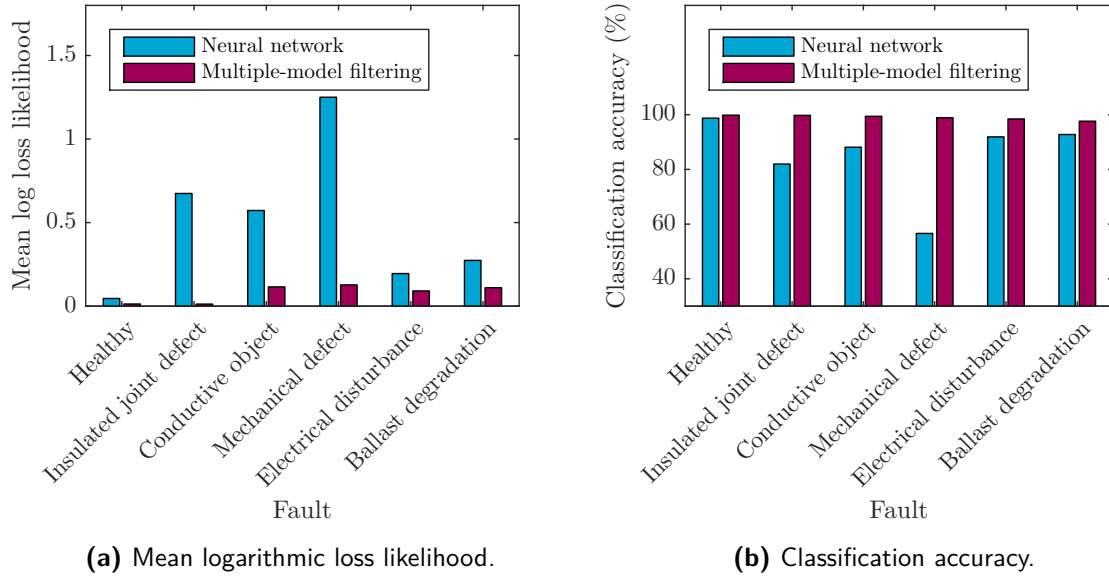 Mean log loss likelihood
1.5
1
0.5
0
Neural network
Multiple-model filtering
Healthy
Insulated joint defect
Conductive object
Mechanical defect
Electrical disturbance
Ballast degradation
Fault
(a) Mean logarithmic loss likelihood.
Classification accuracy (%)
100
80
60
40
Neural network
Multiple-model filtering
Healthy
Insulated joint defect
Conductive object
Mechanical defect
Electrical disturbance
Ballast degradation
Fault
(b) Classification accuracy.